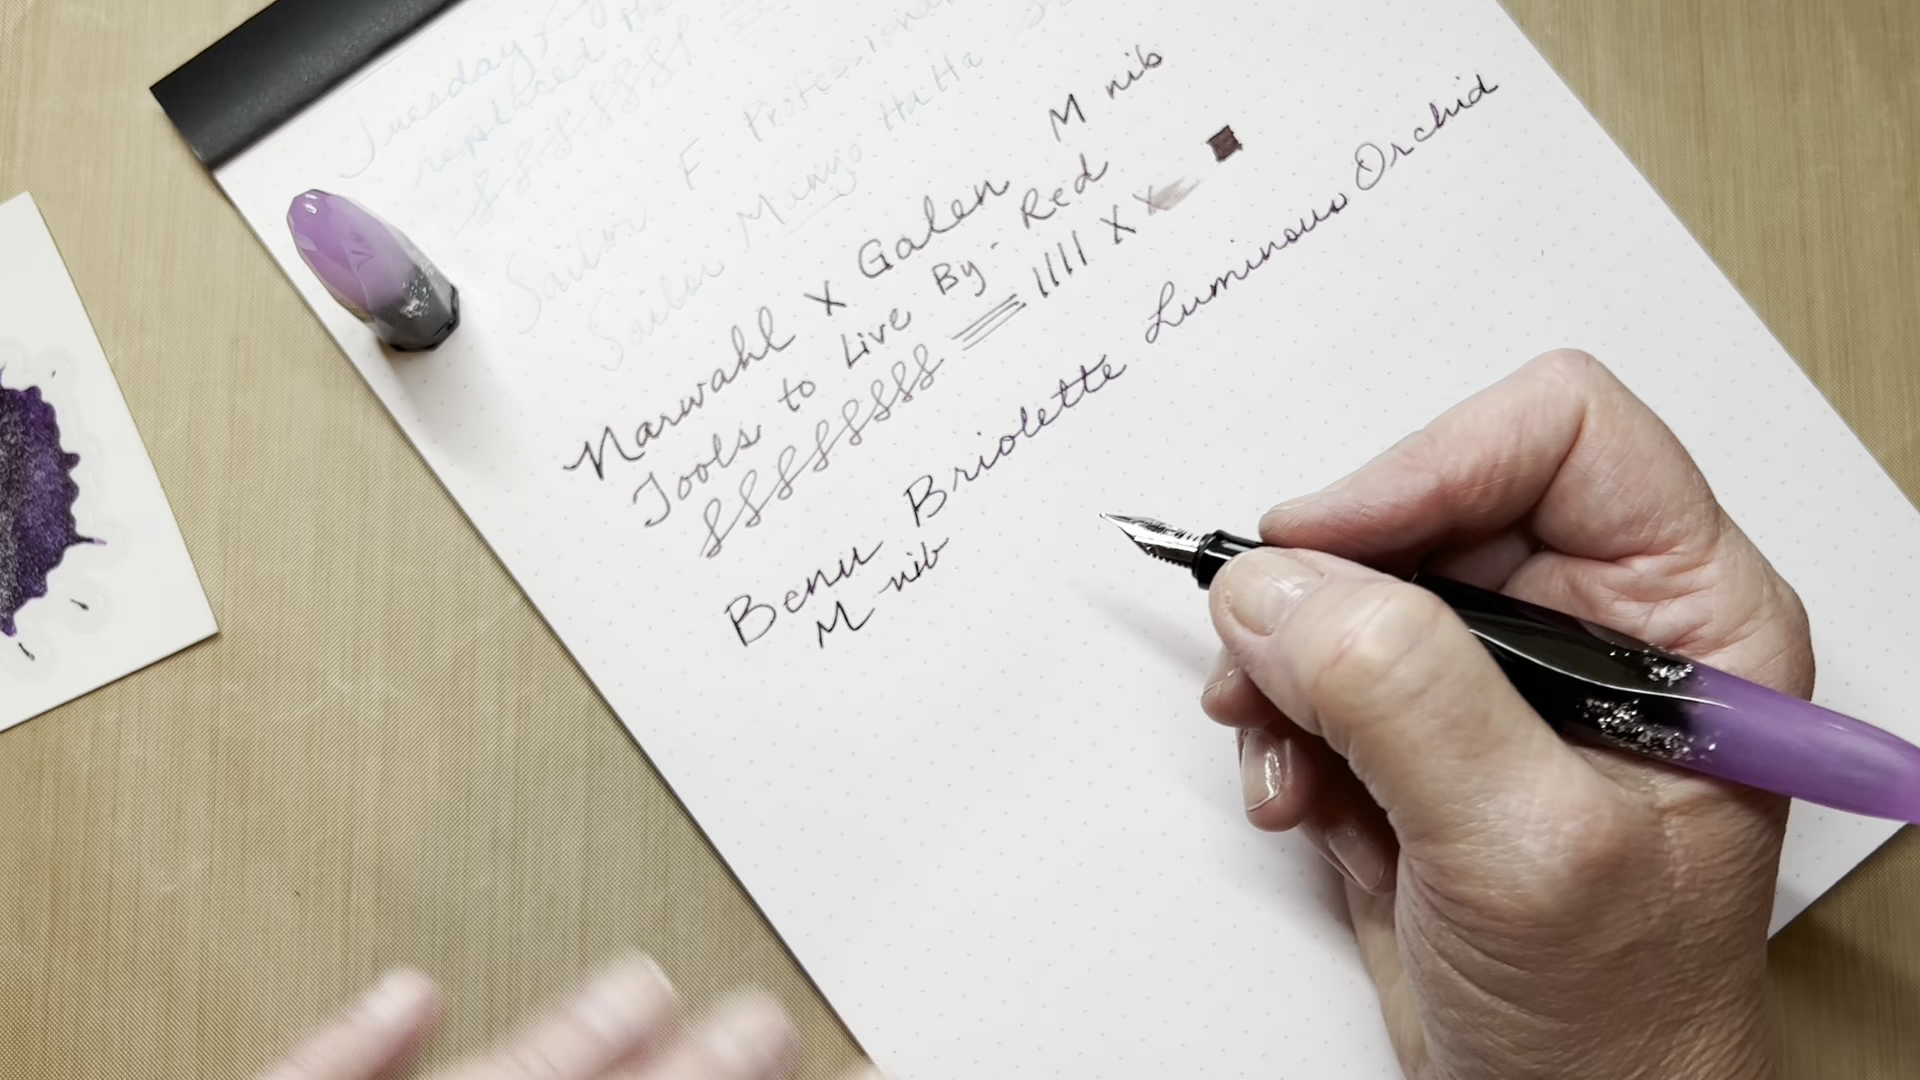 Tuesday
replaced the
F Professional
Sailor
Sailor Manyo HaHa
Narwahl X Galen M nib
Tools to Live By - Red
Benu Briolette Luminous Orchid
M nib